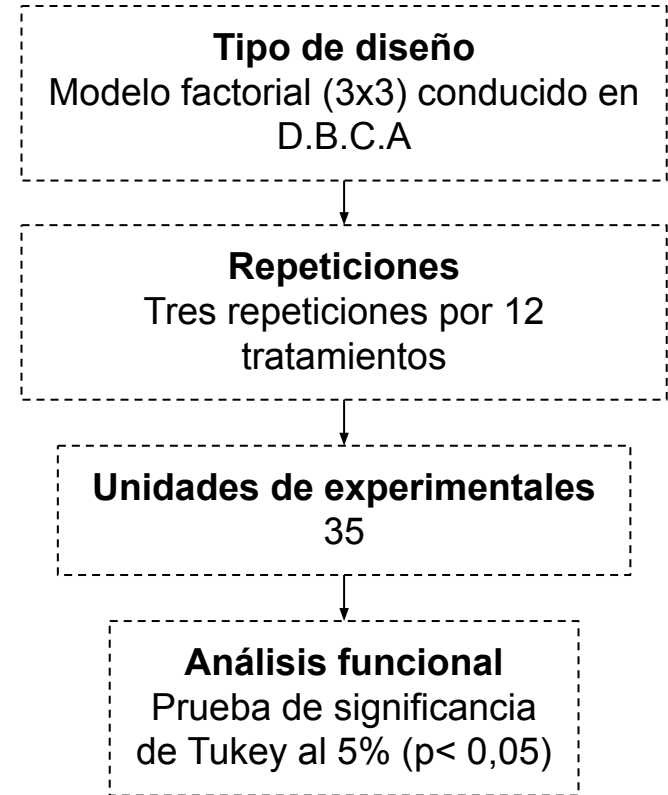 Tipo de diseño
Modelo factorial (3x3) conducido en
D.B.C.A
Repeticiones
Tres repeticiones por 12
tratamientos
Unidades de experimentales
35
Análisis funcional
Prueba de significancia
de Tukey al 5% (p< 0,05)